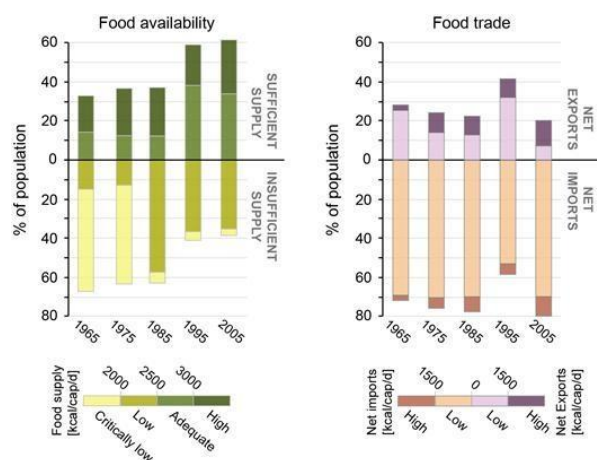 Food availability
% of population
60
40
20
0
20
40
60
80
SUFFICIENT
SUPPLY
INSUFFICIENT
SUPPLY
1965
1975
1985
1995
2005
Food supply
[kcal/cap/d]
2000
2500
3000
Critically low
Low
Adequate
High
Food trade
% of population
60
40
20
0
20
40
60
80
NET
EXPORTS
NET
IMPORTS
1965
1975
1985
1995
2005
Net imports
[kcal/cap/d]
1500
0
1500
High
Low
Low
High
Net Exports
[kcal/cap/d]